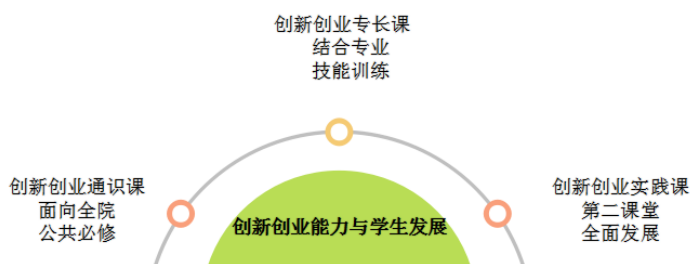 创新创业专长课
结合专业
技能训练
创新创业通识课
面向全院
公共必修
创新创业能力与学生发展
创新创业实践课
第二课堂
全面发展